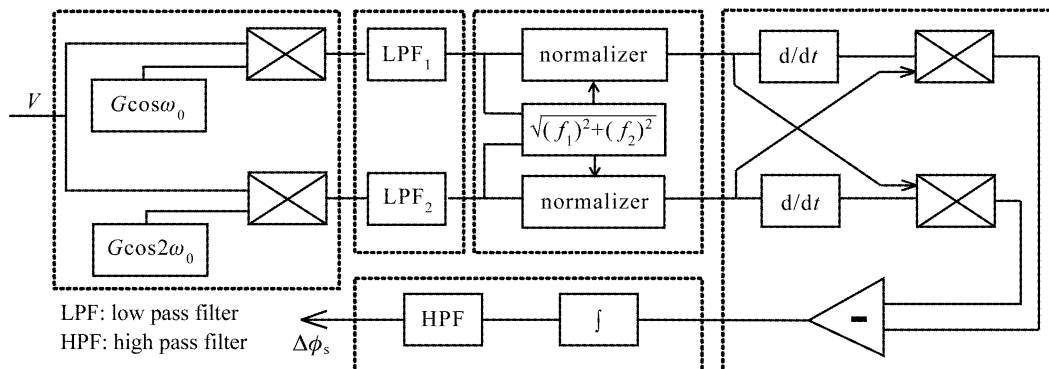 V
Gcosω₀
Gcos2ω₀
LPF₁
LPF₂
normalizer
√(f₁)²+(f₂)²
normalizer
d/dt
d/dt
-
∫
HPF
Δϕₛ
LPF: low pass filter
HPF: high pass filter